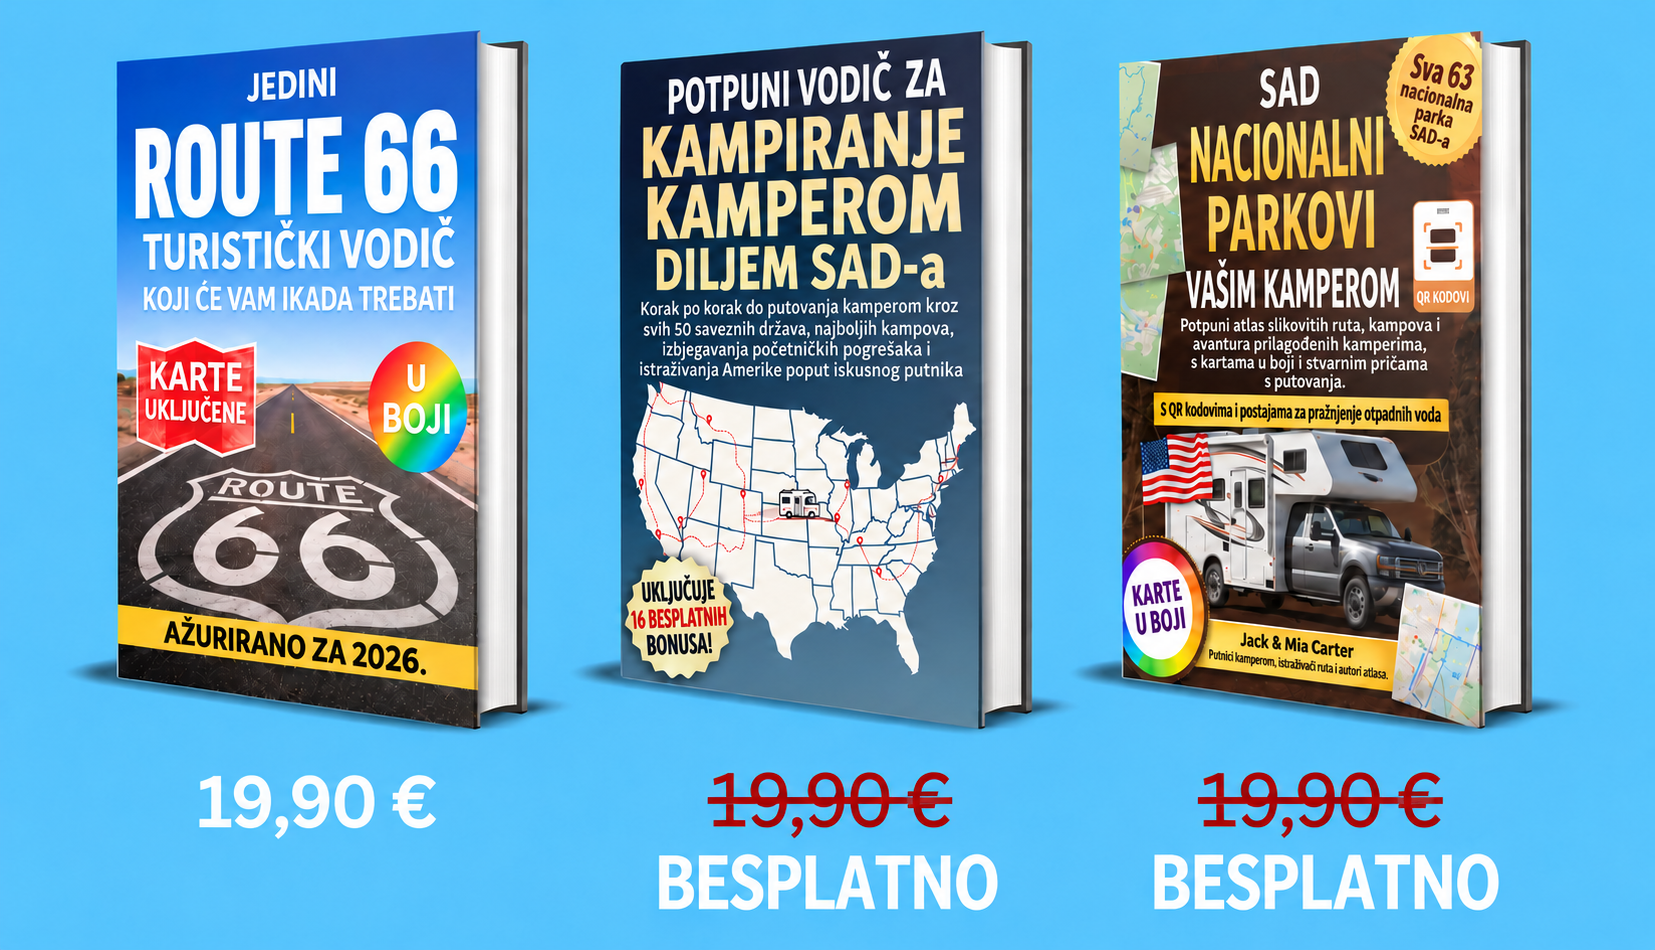 JEDINI
ROUTE 66
TURISTIČKI VODIČ
KOJI ĆE VAM IKADA TREBATI
KARTE
UKLJUČENE
U
BOJI
ROUTE
66
AŽURIRANO ZA 2026.
19,90 €
POTPUNI VODIČ ZA
KAMPIRANJE
KAMPEROM
DILJEM SAD-a
Korak po korak do putovanja kamperom kroz
svih 50 saveznih država, najboljih kampova,
izbjegavanja početničkih pogrešaka i
istraživanja Amerike poput iskusnog putnika
UKLJUČUJE
16 BESPLATNIH
BONUSA!
19,90 €
BESPLATNO
SAD
NACIONALNI
PARKOVI
VAŠIM KAMPEROM
Sva 63
nacionalna
parka
SAD-a
QR KODOVI
Potpuni atlas slikovitih ruta, kampova i
avantura prilagođenih kamperima,
s kartama u boji i stvarnim pričama
s putovanja.
S QR kodovima i postajama za pražnjenje otpadnih voda
KARTE
U BOJI
Jack & Mia Carter
Putnici kamperom, istraživači ruta i autori atlasa.
19,90 €
BESPLATNO